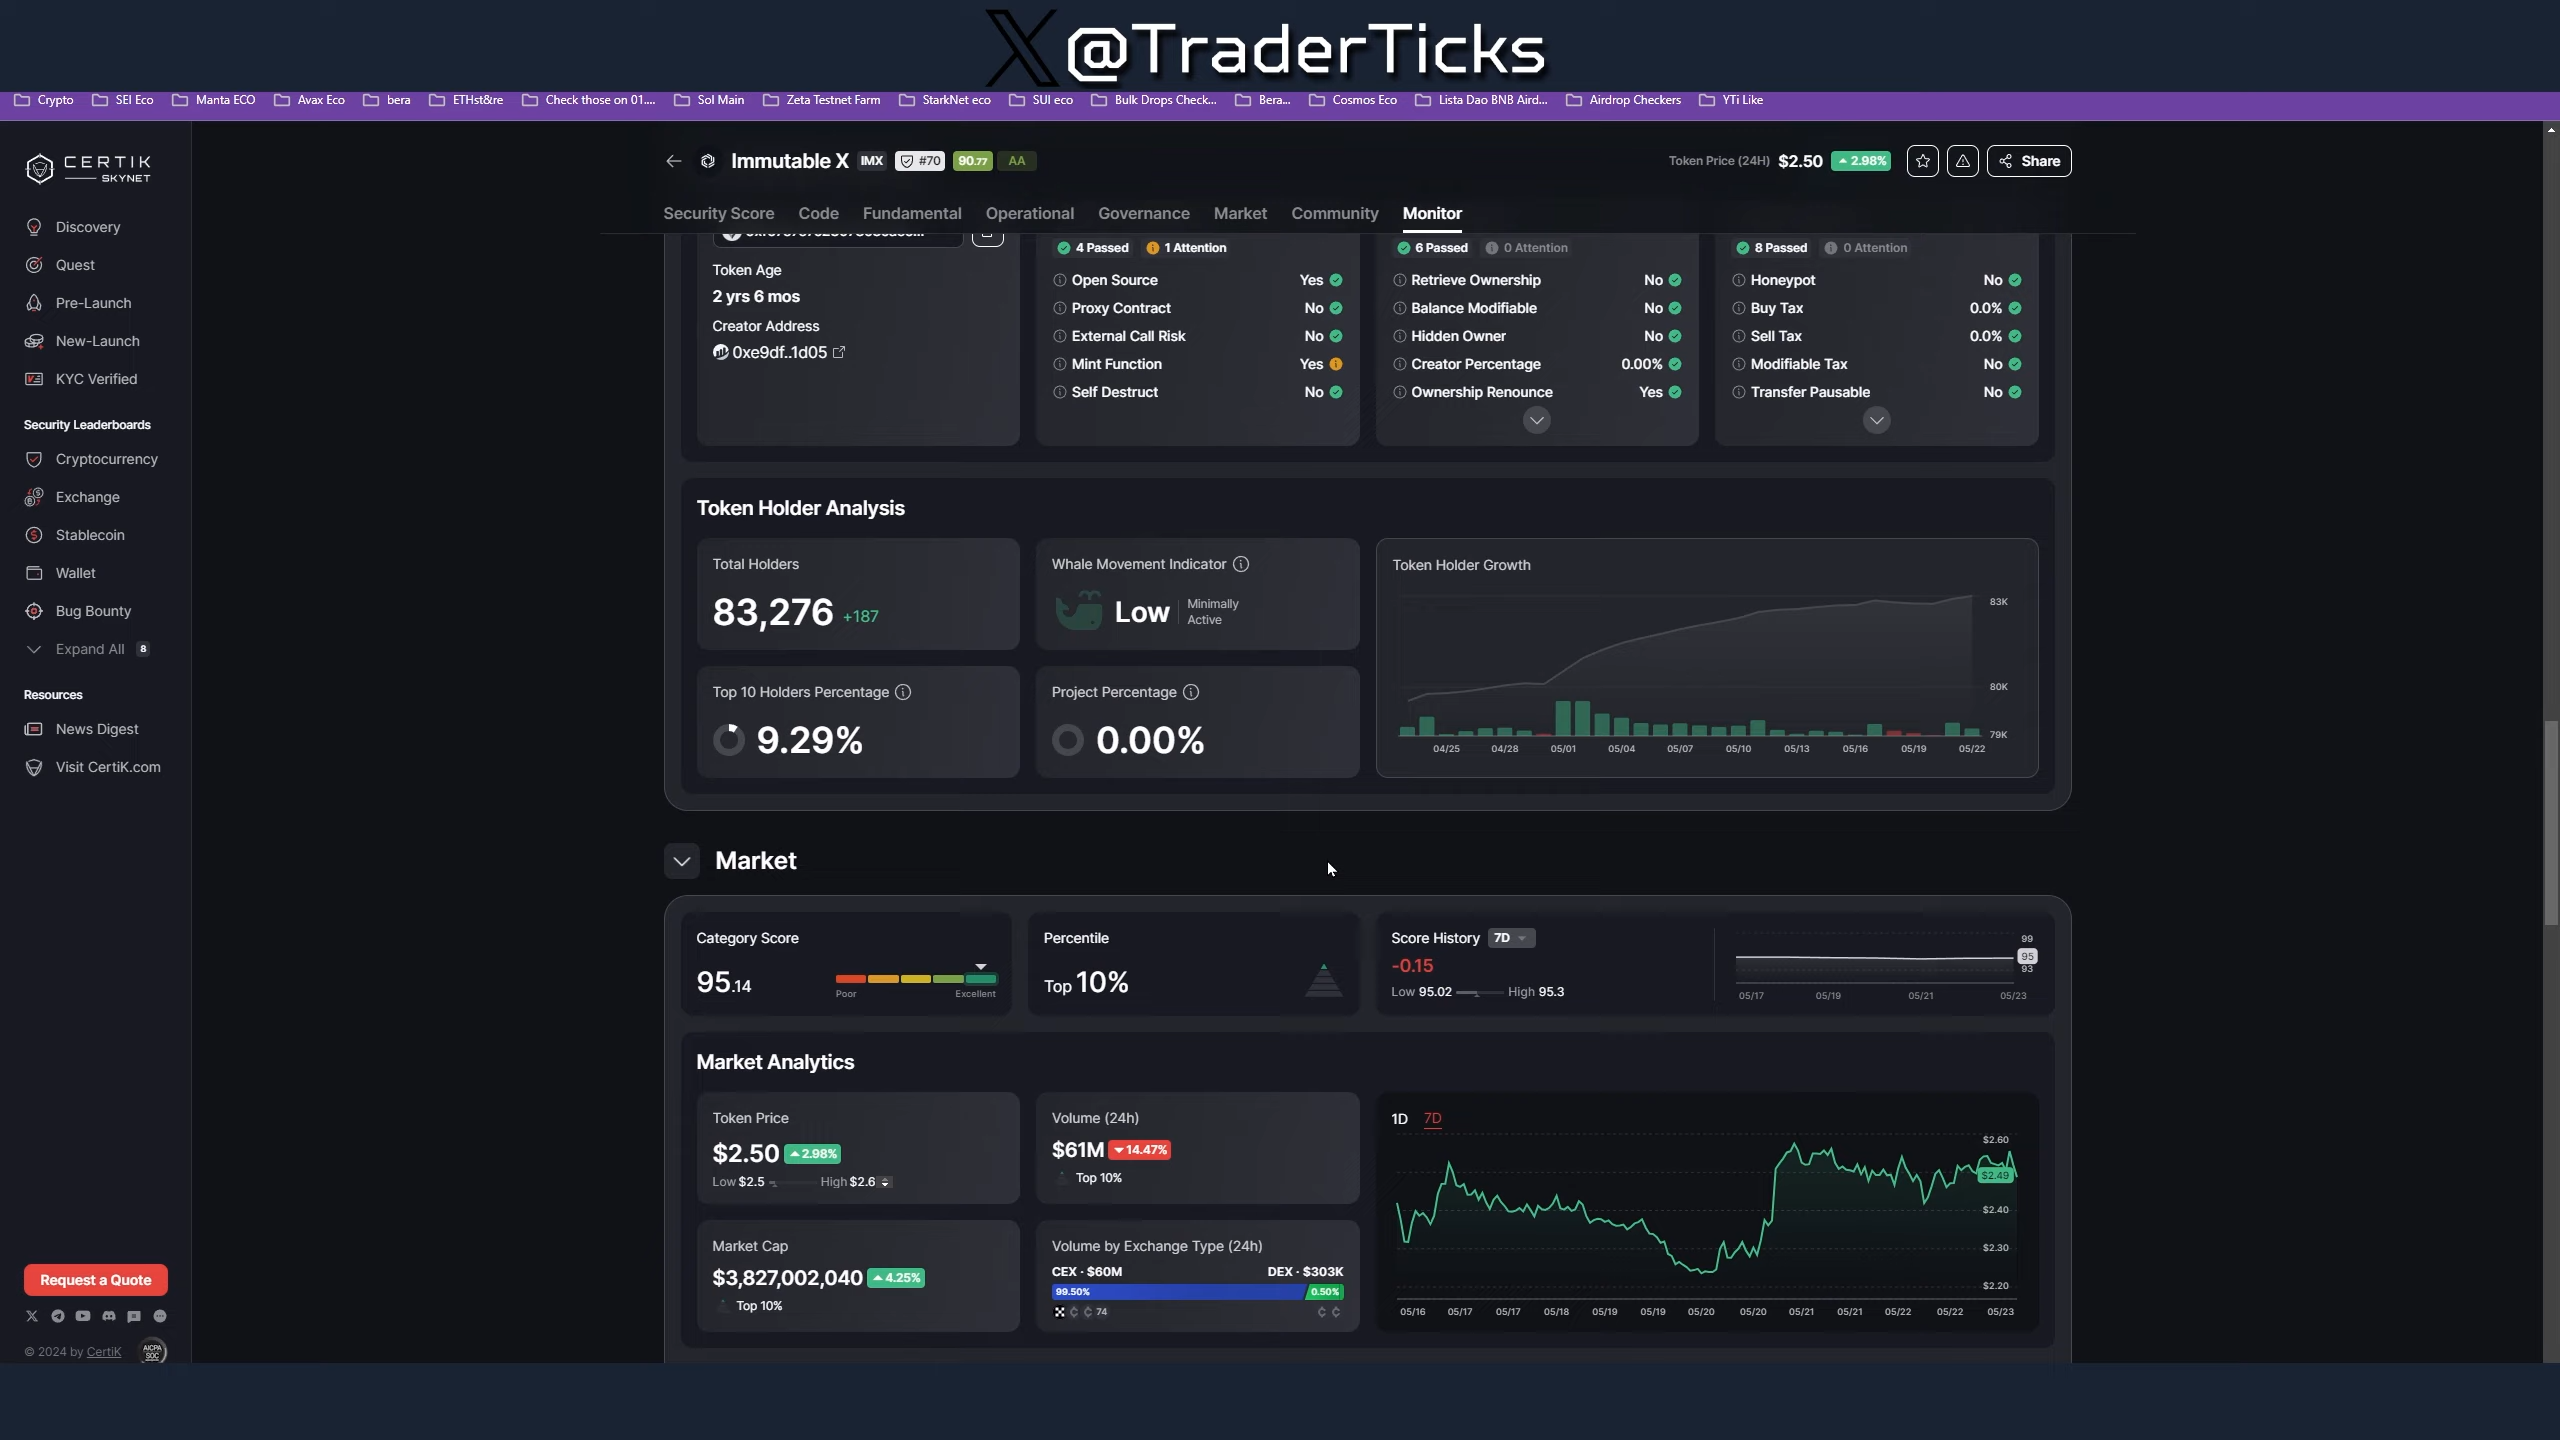 @TraderTicks
Crypto SEI Eco Manta ECO Avax Eco bera ETHst&re Check those on 01.... Sol Main Zeta Testnet Farm StarkNet eco SUI eco Bulk Drops Check... Bera... Cosmos Eco Lista Dao BNB Aird... Airdrop Checkers YTi Like
CERTIK
SKYNET
Discovery
Quest
Pre-Launch
New-Launch
KYC Verified
Security Leaderboards
Cryptocurrency
Exchange
Stablecoin
Wallet
Bug Bounty
Expand All 8
Resources
News Digest
Visit CertiK.com
Request a Quote
© 2024 by CertiK
AICPA
SOC
Immutable X IMX #70 90.77 AA
Token Price (24H) $2.50 2.98% Share
Security Score Code Fundamental Operational Governance Market Community Monitor
Token Age
2 yrs 6 mos
Creator Address
0xe9df..1d05
4 Passed 1 Attention
Open Source Yes
Proxy Contract No
External Call Risk No
Mint Function Yes
Self Destruct No
6 Passed 0 Attention
Retrieve Ownership No
Balance Modifiable No
Hidden Owner No
Creator Percentage 0.00%
Ownership Renounce Yes
8 Passed 0 Attention
Honeypot No
Buy Tax 0.0%
Sell Tax 0.0%
Modifiable Tax No
Transfer Pausable No
Token Holder Analysis
Total Holders
83,276 +187
Whale Movement Indicator
Low Minimally
Active
Top 10 Holders Percentage
9.29%
Project Percentage
0.00%
Token Holder Growth
83K
80K
79K
04/25 04/28 05/01 05/04 05/07 05/10 05/13 05/16 05/19 05/22
Market
Category Score
95.14
Poor Excellent
Percentile
Top 10%
Score History 7D
-0.15
Low 95.02 High 95.3
99
95
93
05/17 05/19 05/21 05/23
Market Analytics
Token Price
$2.50 2.98%
Low $2.5 High $2.6
Volume (24h)
$61M 14.47%
Top 10%
Market Cap
$3,827,002,040 4.25%
Top 10%
Volume by Exchange Type (24h)
CEX · $60M DEX · $303K
99.50% 0.50%
74
1D 7D
$2.60
$2.49
$2.40
$2.30
$2.20
05/16 05/17 05/17 05/18 05/19 05/19 05/20 05/20 05/21 05/21 05/22 05/22 05/23